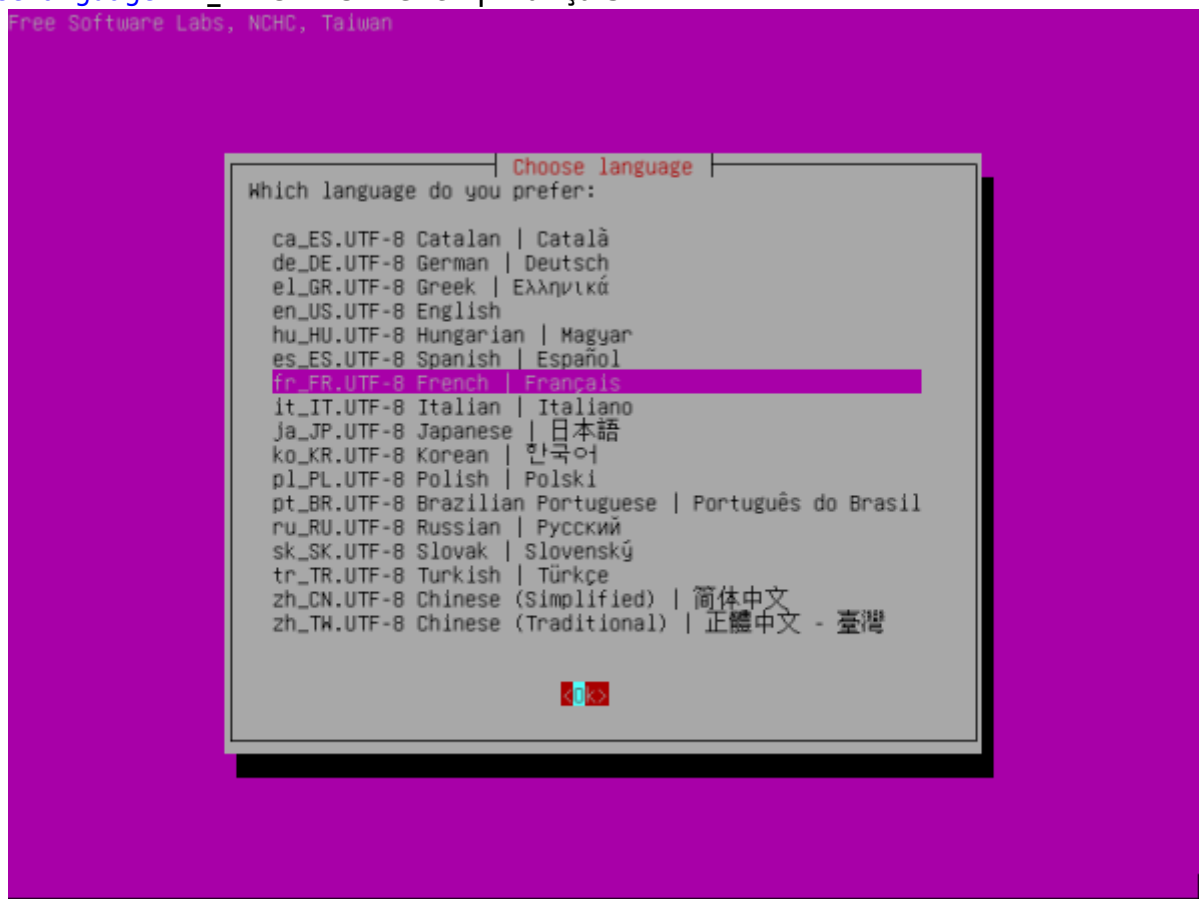 Free Software Labs, NCHC, Taiwan
Choose language
Which language do you prefer:
ca_ES.UTF-8 Catalan | Català
de_DE.UTF-8 German | Deutsch
el_GR.UTF-8 Greek | Ελληνικά
en_US.UTF-8 English
hu_HU.UTF-8 Hungarian | Magyar
es_ES.UTF-8 Spanish | Español
fr_FR.UTF-8 French | Français
it_IT.UTF-8 Italian | Italiano
ja_JP.UTF-8 Japanese | 日本語
ko_KR.UTF-8 Korean | 한국어
pl_PL.UTF-8 Polish | Polski
pt_BR.UTF-8 Brazilian Portuguese | Português do Brasil
ru_RU.UTF-8 Russian | Русский
sk_SK.UTF-8 Slovak | Slovenský
tr_TR.UTF-8 Turkish | Türkçe
zh_CN.UTF-8 Chinese (Simplified) | 简体中文
zh_TW.UTF-8 Chinese (Traditional) | 正體中文 - 臺灣
<Ok>